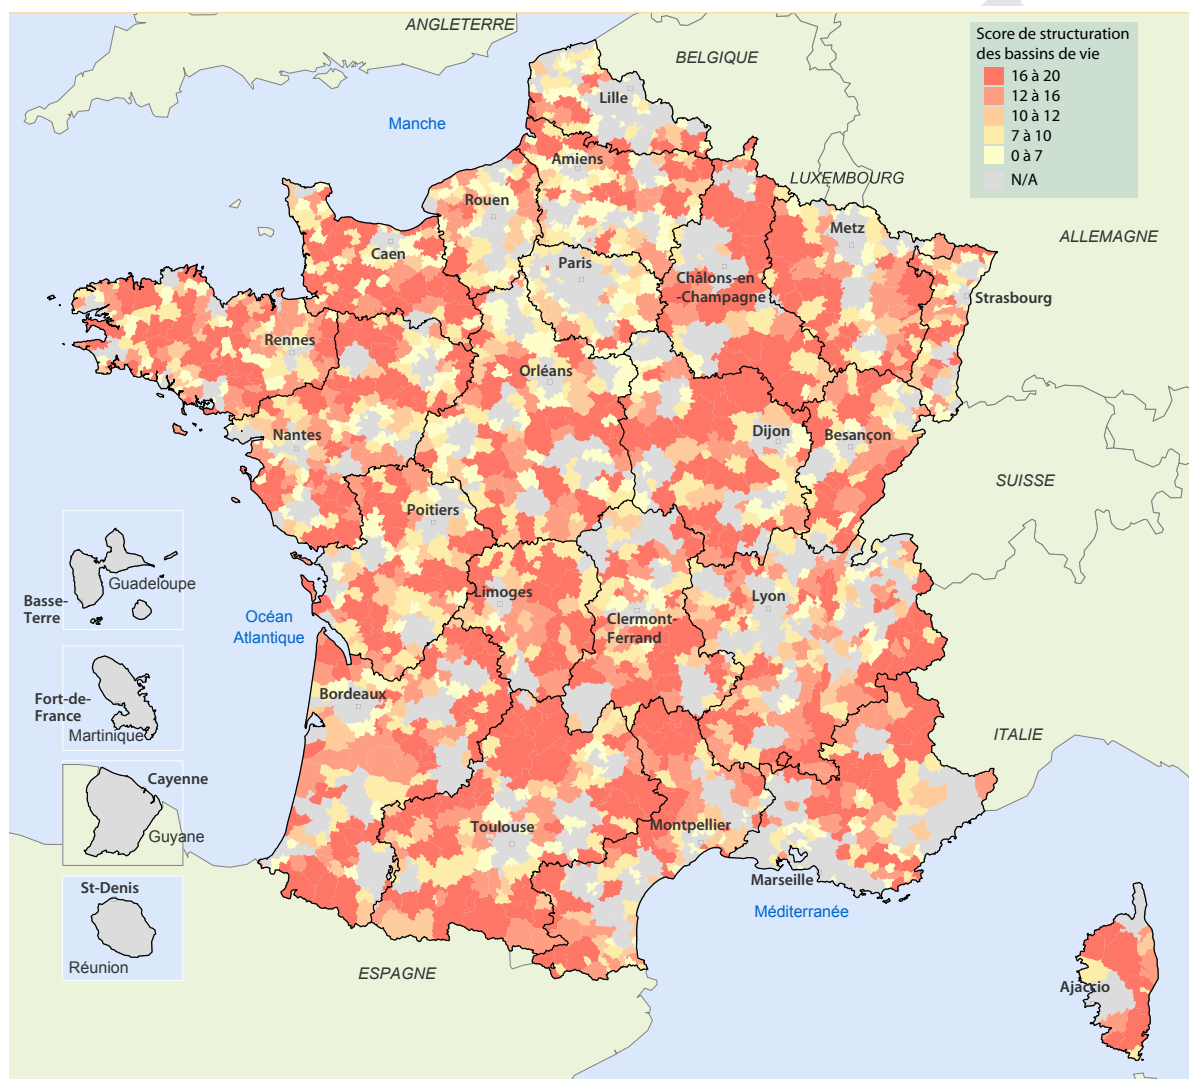 ANGLETERRE
BELGIQUE
Score de structuration
des bassins de vie
16 à 20
12 à 16
10 à 12
7 à 10
0 à 7
N/A
Lille
Manche
Amiens
LUXEMBOURG
Rouen
Metz
ALLEMAGNE
Caen
Paris
Châlons-en
-Champagne
Strasbourg
Rennes
Orléans
Nantes
Dijon
Besançon
SUISSE
Poitiers
Guadeloupe
Basse-
Terre
Océan
Atlantique
Limoges
Clermont-
Ferrand
Lyon
Fort-de-
France
Martinique
Bordeaux
ITALIE
Cayenne
Guyane
Toulouse
Montpellier
Marseille
St-Denis
Réunion
Méditerranée
ESPAGNE
Ajaccio